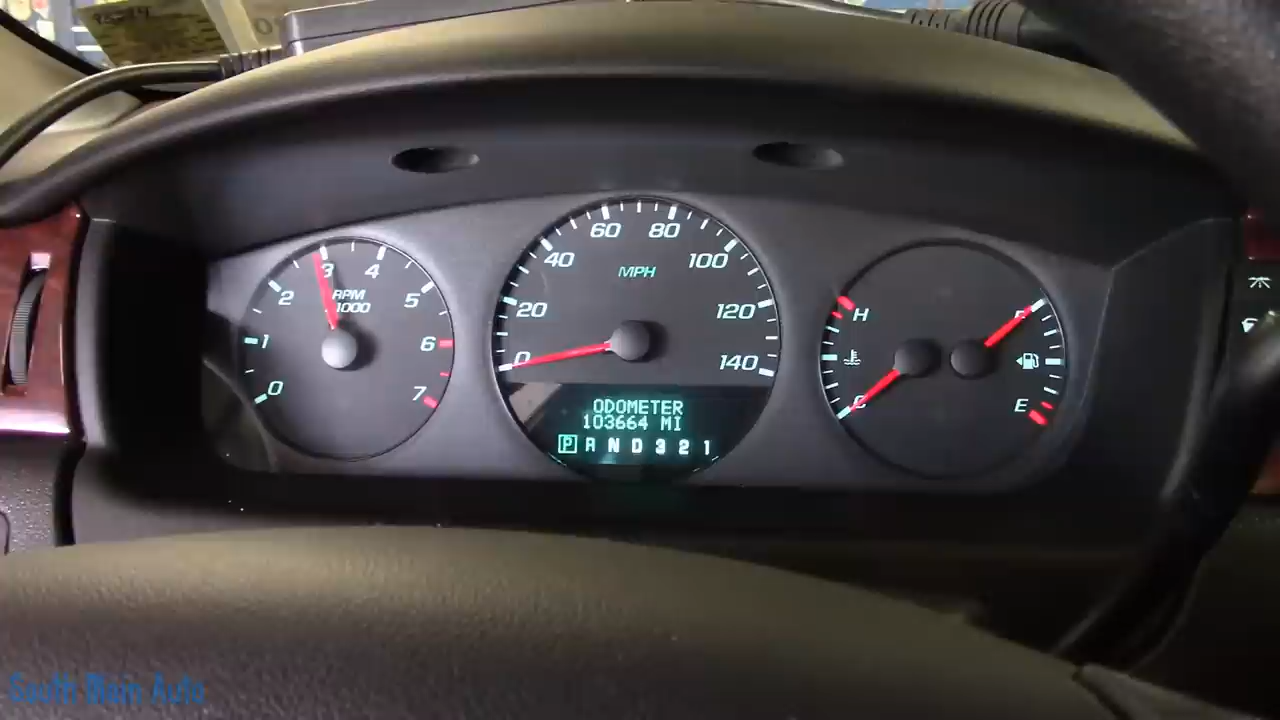 60 80
40 100
MPH
20 120
0 140
3 4
2 5
RPM
1000
1 6
0 7
H
C
F
E
ODOMETER
103664 MI
P R N D 3 2 1
South Main Auto